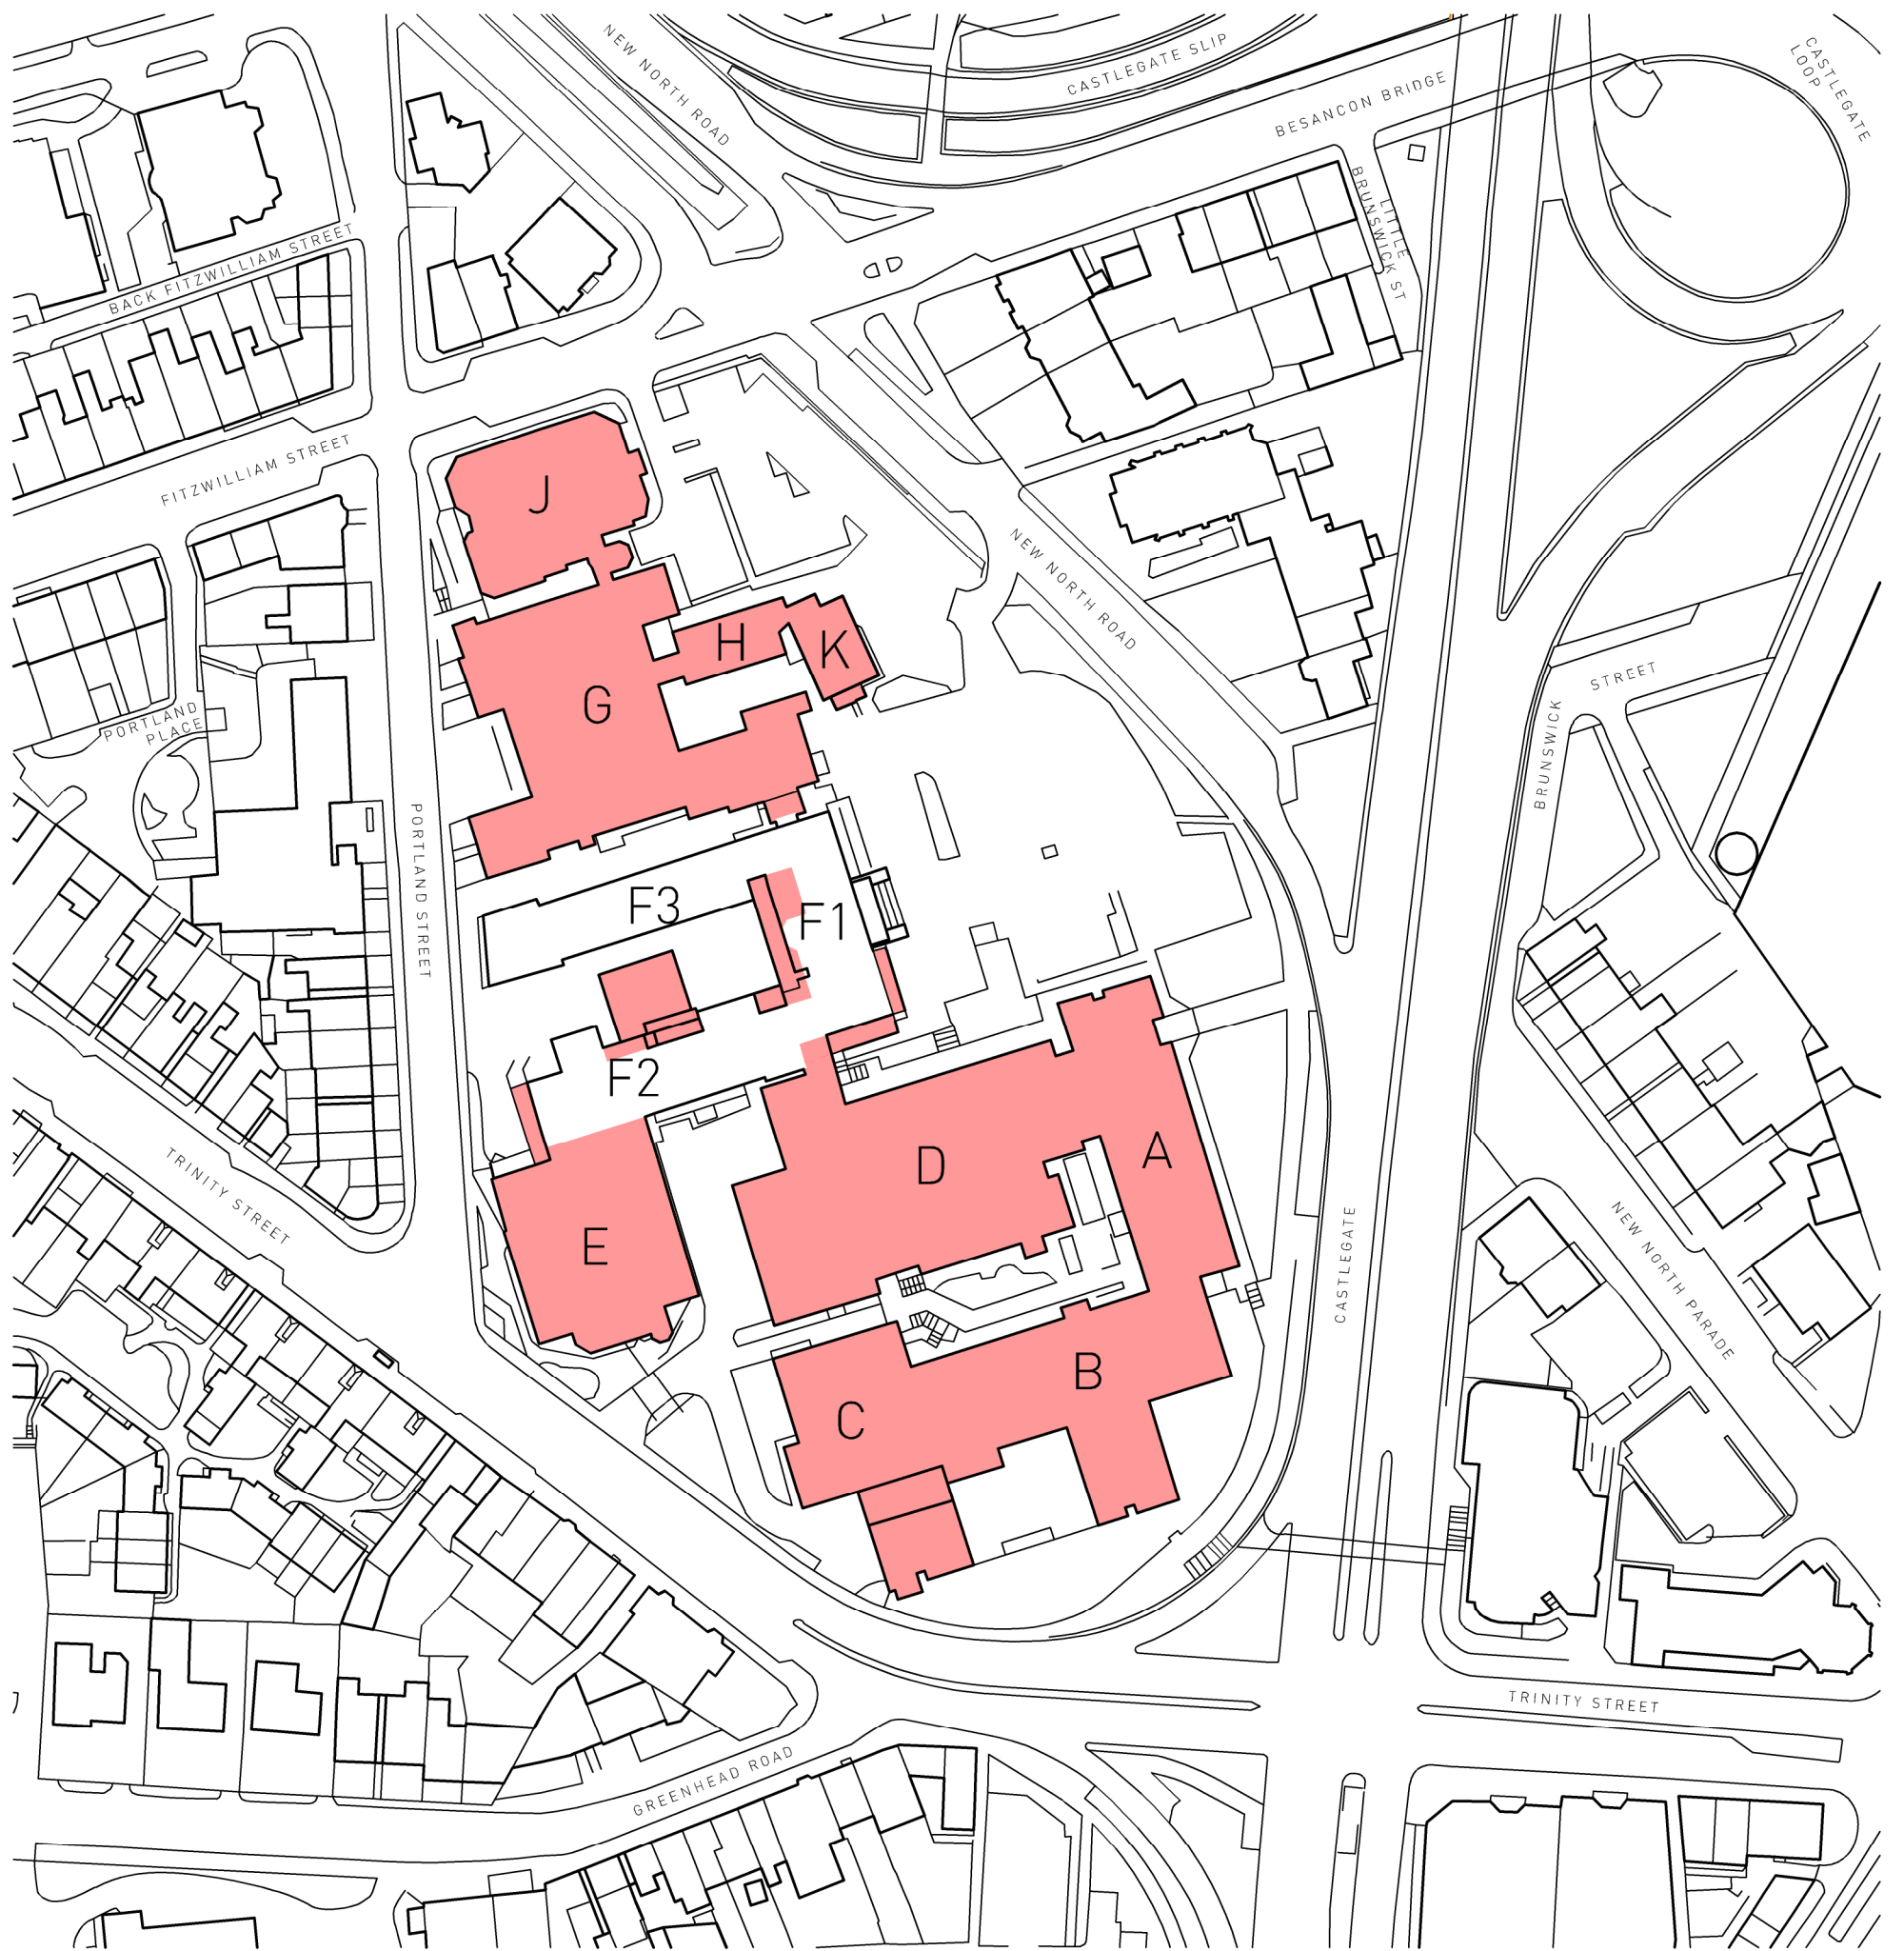 NEW NORTH ROAD
CASTLEGATE SLIP
BESANCON BRIDGE
CASTLEGATE
LOOP
BACK FITZWILLIAM STREET
LITTLE
BRUNSWICK ST
FITZWILLIAM STREET
J
NEW NORTH ROAD
H
K
G
STREET
PORTLAND
PLACE
BRUNSWICK
PORTLAND STREET
F3
F1
F2
D
A
TRINITY STREET
E
CASTLEGATE
NEW NORTH PARADE
B
C
TRINITY STREET
GREENHEAD ROAD